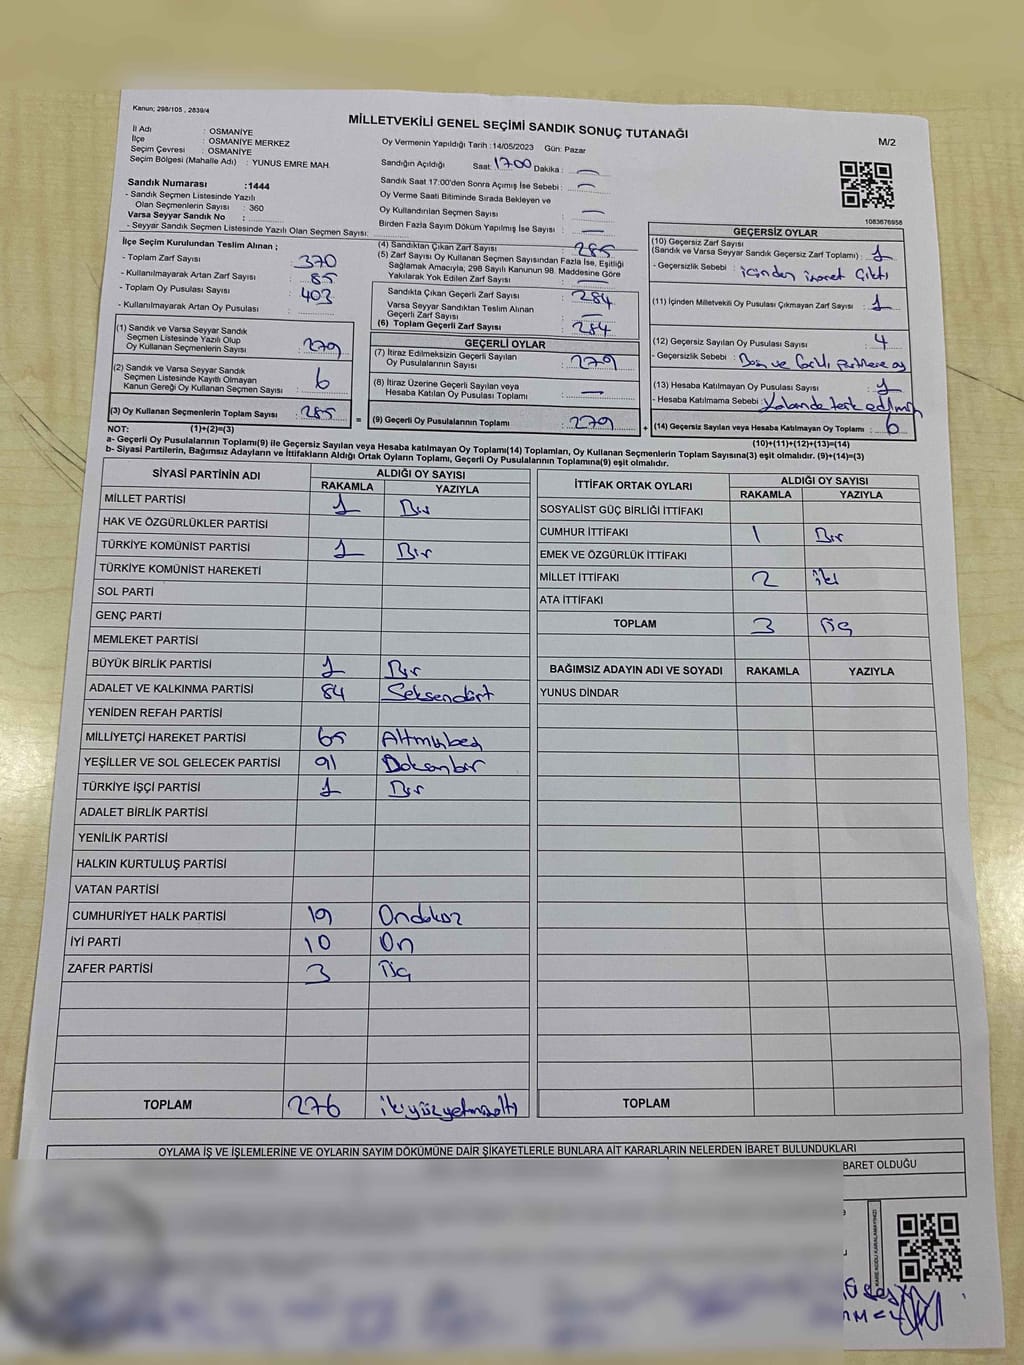 Kanun; 298/105 , 2839/4
MİLLETVEKİLİ GENEL SEÇİMİ SANDIK SONUÇ TUTANAĞI
M/2
İl Adı : OSMANİYE
İlçe : OSMANİYE MERKEZ
Seçim Çevresi : OSMANİYE
Seçim Bölgesi (Mahalle Adı) : YUNUS EMRE MAH.
Sandık Numarası :1444
- Sandık Seçmen Listesinde Yazılı
Olan Seçmenlerin Sayısı : 360
Varsa Seyyar Sandık No :
- Seyyar Sandık Seçmen Listesinde Yazılı Olan Seçmen Sayısı:
Oy Vermenin Yapıldığı Tarih :14/05/2023 Gün: Pazar
Sandığın Açıldığı Saat: 17.00 Dakika : —
Sandık Saat 17:00'den Sonra Açımış İse Sebebi : —
Oy Verme Saati Bitiminde Sırada Bekleyen ve
Oy Kullandırılan Seçmen Sayısı : —
Birden Fazla Sayım Döküm Yapılmış İse Sayısı : —
1083676958
İlçe Seçim Kurulundan Teslim Alınan ;
- Toplam Zarf Sayısı : 370
- Kullanılmayarak Artan Zarf Sayısı : 85
- Toplam Oy Pusulası Sayısı : 403
- Kullanılmayarak Artan Oy Pusulası :
(1) Sandık ve Varsa Seyyar Sandık
Seçmen Listesinde Yazılı Olup
Oy Kullanan Seçmenlerin Sayısı : 279
(2) Sandık ve Varsa Seyyar Sandık
Seçmen Listesinde Kayıtlı Olmayan
Kanun Gereği Oy Kullanan Seçmen Sayısı : 6
(3) Oy Kullanan Seçmenlerin Toplam Sayısı : 285
(4) Sandıktan Çıkan Zarf Sayısı : 285
(5) Zarf Sayısı Oy Kullanan Seçmen Sayısından Fazla İse, Eşitliği
Sağlamak Amacıyla, 298 Sayılı Kanunun 98. Maddesine Göre
Yakılarak Yok Edilen Zarf Sayısı : —
Sandıkta Çıkan Geçerli Zarf Sayısı : 284
Varsa Seyyar Sandıktan Teslim Alınan
Geçerli Zarf Sayısı : —
(6) Toplam Geçerli Zarf Sayısı : 284
GEÇERLİ OYLAR
(7) İtiraz Edilmeksizin Geçerli Sayılan
Oy Pusulalarının Sayısı : 279
(8) İtiraz Üzerine Geçerli Sayılan veya
Hesaba Katılan Oy Pusulası Toplamı : —
= (9) Geçerli Oy Pusulalarının Toplamı : 279 +
GEÇERSİZ OYLAR
(10) Geçersiz Zarf Sayısı
(Sandık ve Varsa Seyyar Sandık Geçersiz Zarf Toplamı) : 1
- Geçersizlik Sebebi : içinden işaret Çıktı
(11) İçinden Milletvekili Oy Pusulası Çıkmayan Zarf Sayısı : 1
(12) Geçersiz Sayılan Oy Pusulası Sayısı : 4
- Geçersizlik Sebebi : Boş ve
(13) Hesaba Katılmayan Oy Pusulası Sayısı : 1
- Hesaba Katılmama Sebebi :
(14) Geçersiz Sayılan veya Hesaba Katılmayan Oy Toplamı : 6
NOT: (1)+(2)=(3)
(10)+(11)+(12)+(13)=(14)
a- Geçerli Oy Pusulalarının Toplamı(9) ile Geçersiz Sayılan veya Hesaba katılmayan Oy Toplamı(14) Toplamları, Oy Kullanan Seçmenlerin Toplam Sayısına(3) eşit olmalıdır. (9)+(14)=(3)
b- Siyasi Partilerin, Bağımsız Adayların ve İttifakların Aldığı Ortak Oyların Toplamı, Geçerli Oy Pusulalarının Toplamına(9) eşit olmalıdır.
SİYASİ PARTİNİN ADI ALDIĞI OY SAYISI
RAKAMLA YAZIYLA
MİLLET PARTİSİ 1 Bir
HAK VE ÖZGÜRLÜKLER PARTİSİ
TÜRKİYE KOMÜNİST PARTİSİ 1 Bir
TÜRKİYE KOMÜNİST HAREKETİ
SOL PARTİ
GENÇ PARTİ
MEMLEKET PARTİSİ
BÜYÜK BİRLİK PARTİSİ 1 Bir
ADALET VE KALKINMA PARTİSİ 84 Seksendört
YENİDEN REFAH PARTİSİ
MİLLİYETÇİ HAREKET PARTİSİ 65 Altmışbeş
YEŞİLLER VE SOL GELECEK PARTİSİ 91 Doksanbir
TÜRKİYE İŞÇİ PARTİSİ 1 Bir
ADALET BİRLİK PARTİSİ
YENİLİK PARTİSİ
HALKIN KURTULUŞ PARTİSİ
VATAN PARTİSİ
CUMHURİYET HALK PARTİSİ 19 Ondokuz
İYİ PARTİ 10 On
ZAFER PARTİSİ 3 Üç
TOPLAM 276 ikiyüzyetmişaltı
İTTİFAK ORTAK OYLARI ALDIĞI OY SAYISI
RAKAMLA YAZIYLA
SOSYALİST GÜÇ BİRLİĞİ İTTİFAKI
CUMHUR İTTİFAKI 1 Bir
EMEK VE ÖZGÜRLÜK İTTİFAKI
MİLLET İTTİFAKI 2 iki
ATA İTTİFAKI
TOPLAM 3 Üç
BAĞIMSIZ ADAYIN ADI VE SOYADI RAKAMLA YAZIYLA
YUNUS DİNDAR
TOPLAM
OYLAMA İŞ VE İŞLEMLERİNE VE OYLARIN SAYIM DÖKÜMÜNE DAİR ŞİKAYETLERLE BUNLARA AİT KARARLARIN NELERDEN İBARET BULUNDUKLARI
BARET OLDUĞU
KARE KODU KARALAMAYINIZ!